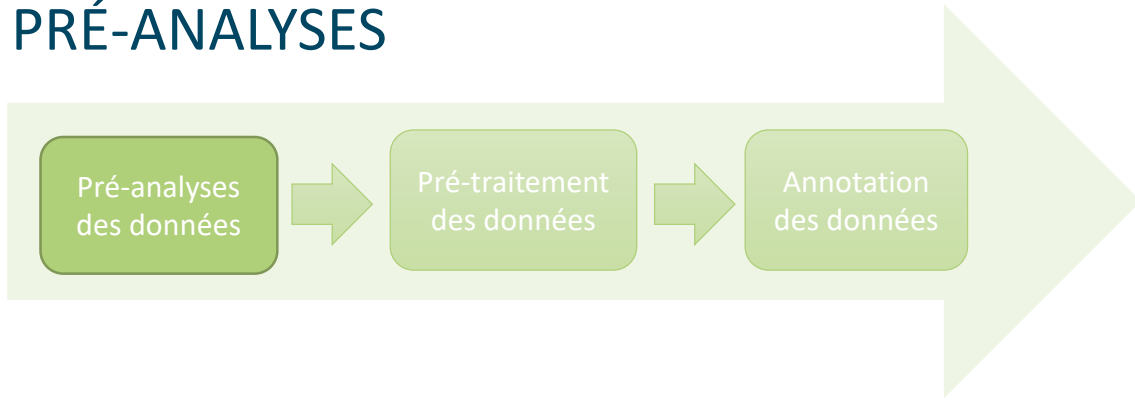 PRÉ-ANALYSES
Pré-analyses
des données
Pré-traitement
des données
Annotation
des données